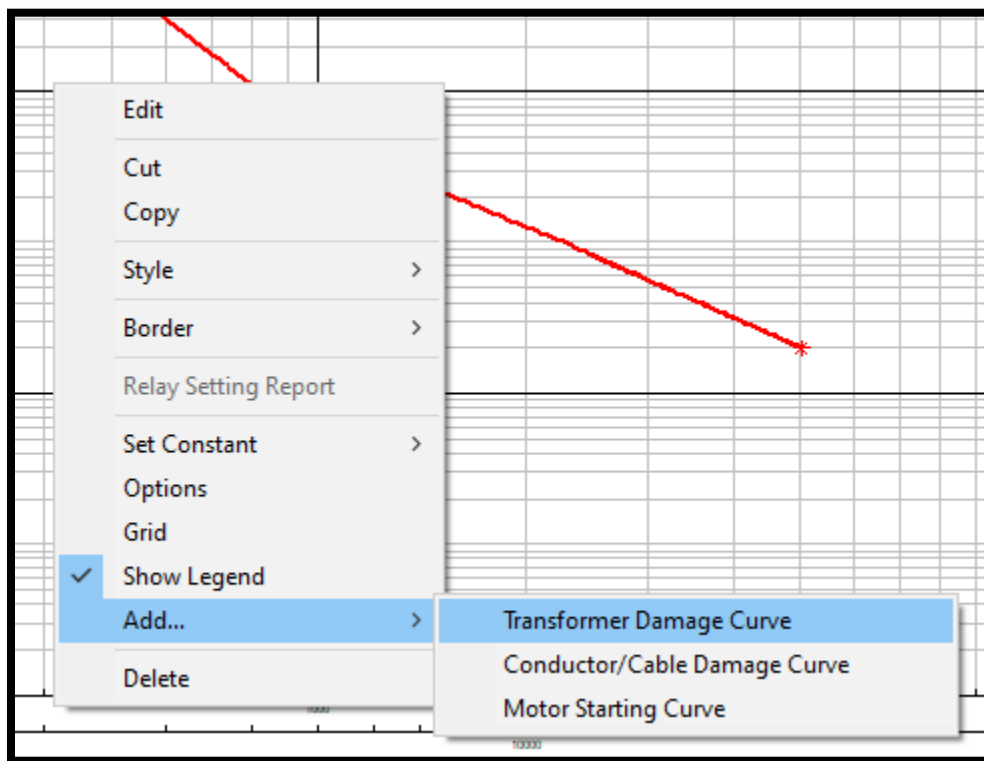 Edit
Cut
Copy
Style
Border
Relay Setting Report
Set Constant
Options
Grid
Show Legend
Add...
Transformer Damage Curve
Conductor/Cable Damage Curve
Delete
Motor Starting Curve
1000
10000